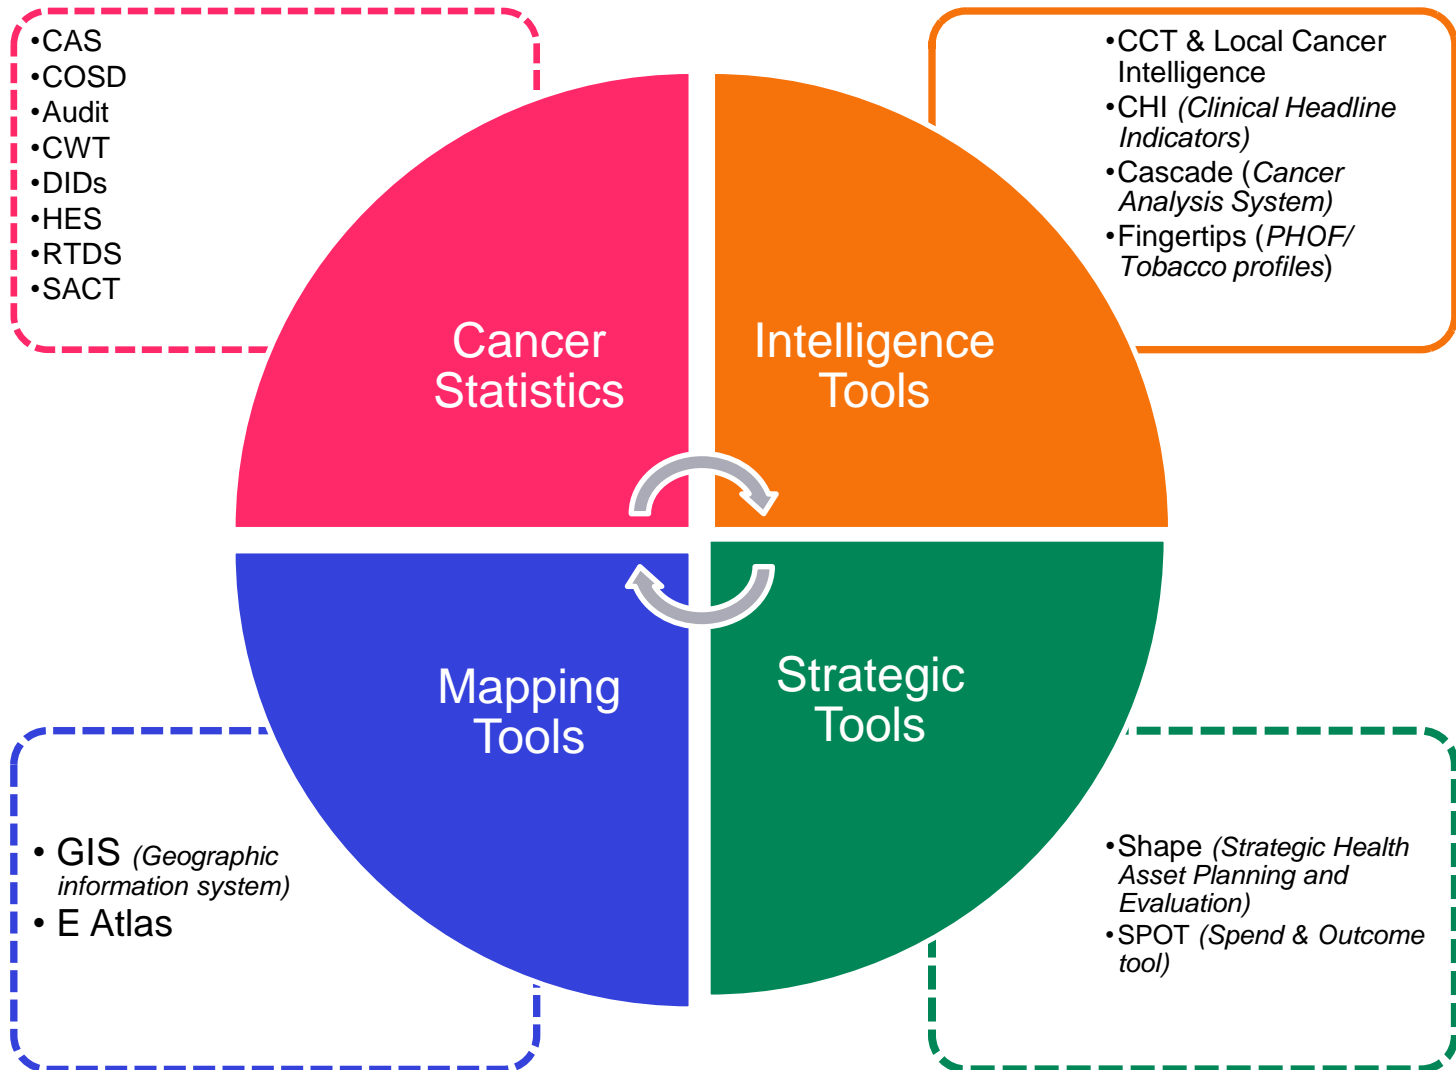 •CAS
•COSD
•Audit
•CWT
•DIDs
•HES
•RTDS
•SACT
•CCT & Local Cancer
Intelligence
•CHI (Clinical Headline
Indicators)
•Cascade (Cancer
Analysis System)
•Fingertips (PHOF/
Tobacco profiles)
Cancer
Statistics
Intelligence
Tools
Mapping
Tools
Strategic
Tools
• GIS (Geographic
information system)
• E Atlas
•Shape (Strategic Health
Asset Planning and
Evaluation)
•SPOT (Spend & Outcome
tool)